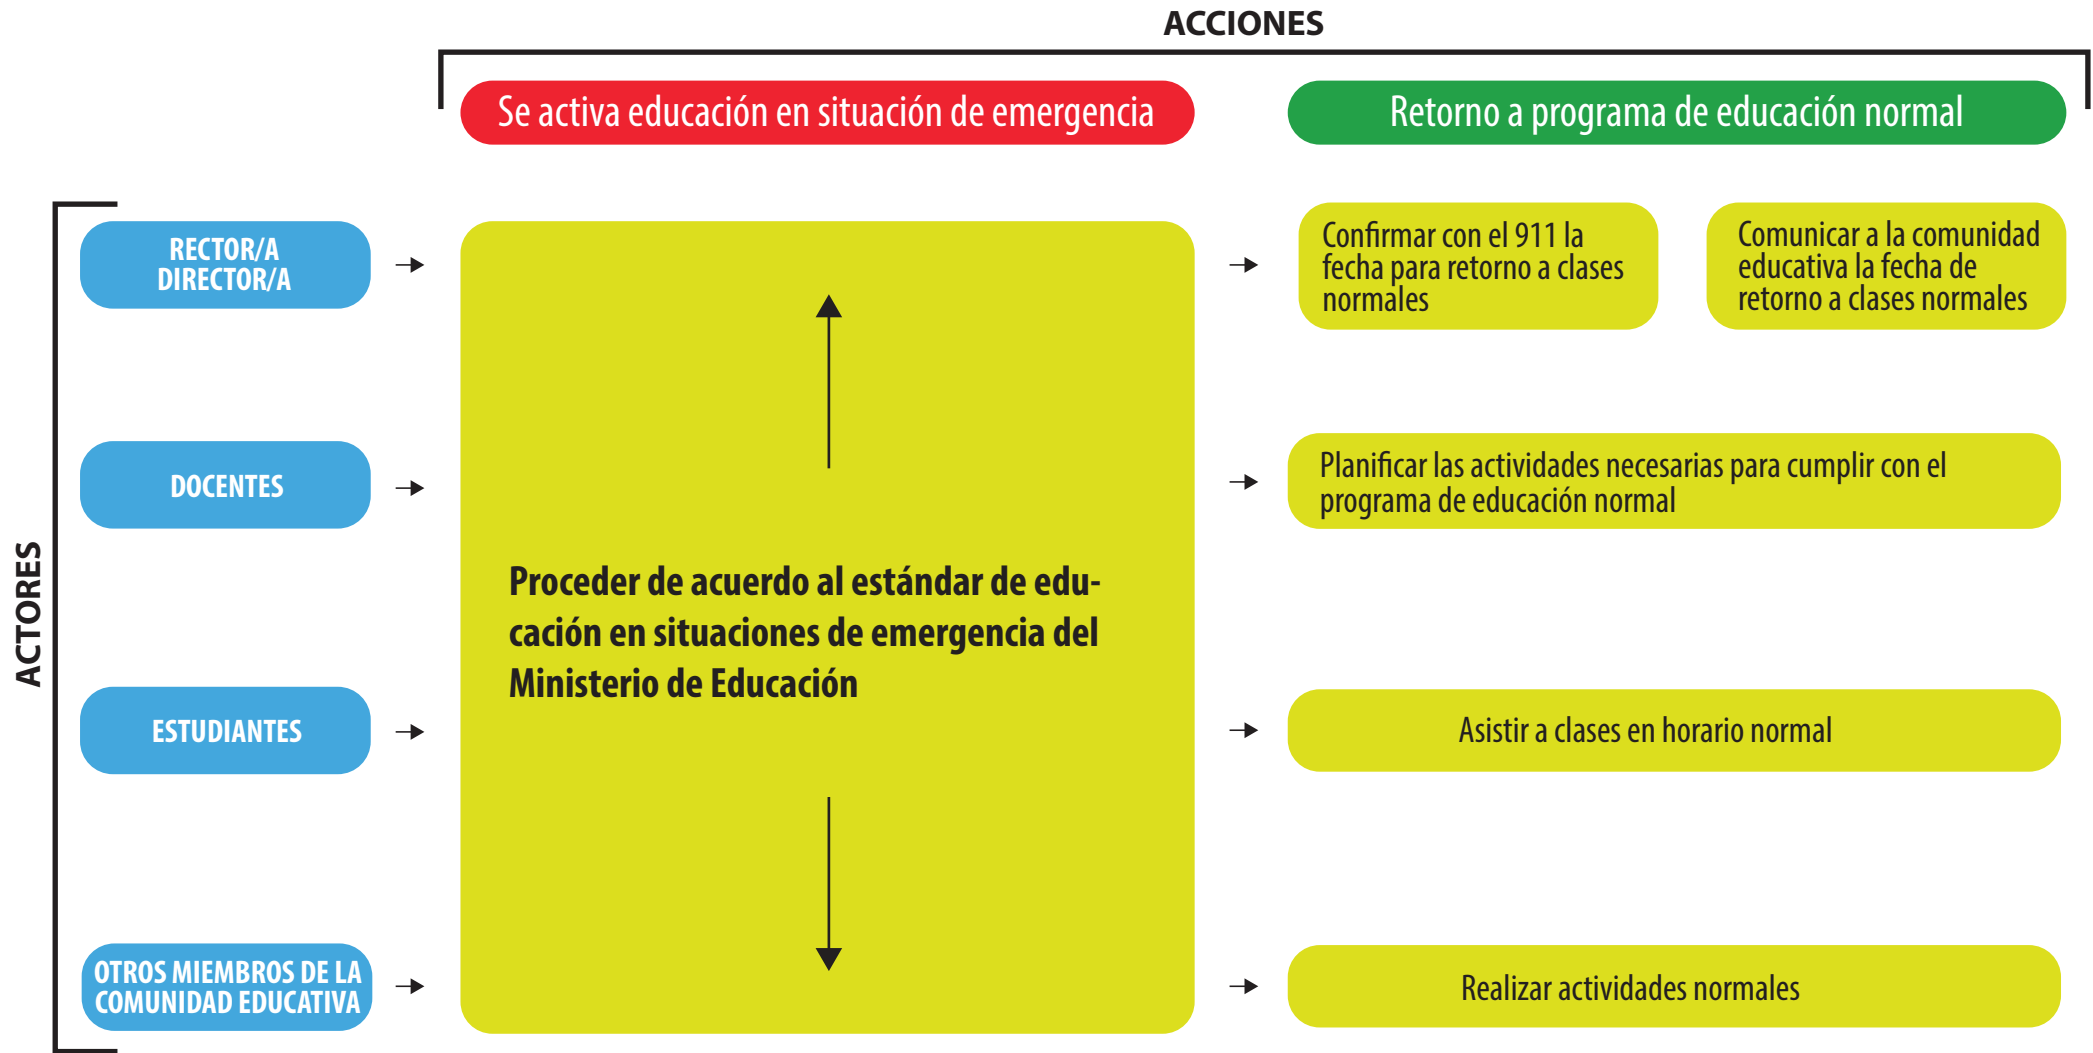 ACCIONES
Se activa educación en situación de emergencia
Retorno a programa de educación normal
ACTORES
RECTOR/A
DIRECTOR/A
Confirmar con el 911 la
fecha para retorno a clases
normales
Comunicar a la comunidad
educativa la fecha de
retorno a clases normales
DOCENTES
Planificar las actividades necesarias para cumplir con el
programa de educación normal
Proceder de acuerdo al estándar de edu-
cación en situaciones de emergencia del
Ministerio de Educación
ESTUDIANTES
Asistir a clases en horario normal
OTROS MIEMBROS DE LA
COMUNIDAD EDUCATIVA
Realizar actividades normales